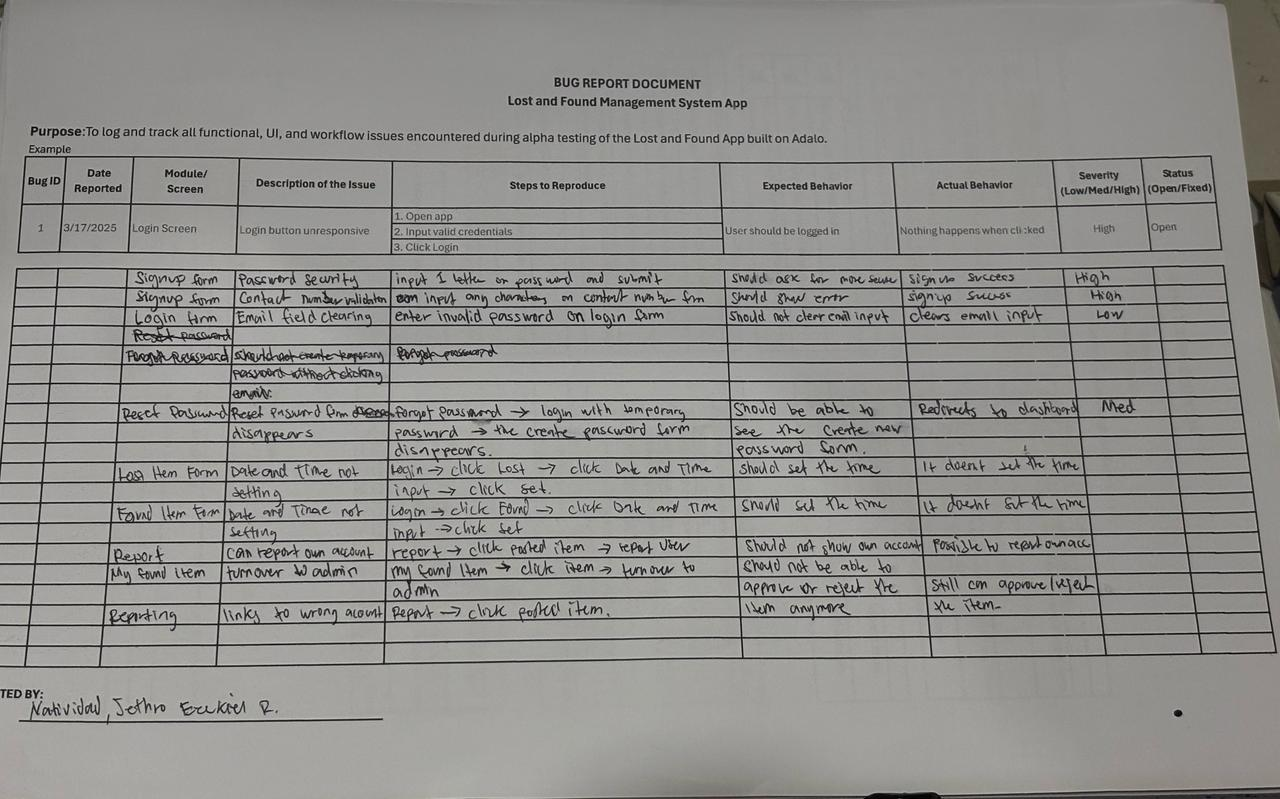 BUG REPORT DOCUMENT
Lost and Found Management System App
Purpose:To log and track all functional, UI, and workflow issues encountered during alpha testing of the Lost and Found App built on Adalo.
Example
Bug ID Date Reported Module/ Screen Description of the Issue Steps to Reproduce Expected Behavior Actual Behavior Severity (Low/Med/High) Status (Open/Fixed)
1. Open app
1 3/17/2025 Login Screen Login button unresponsive 2. Input valid credentials User should be logged in Nothing happens when clicked High Open
3. Click Login
Signup form Password security input 1 letter on password and submit should ask for more secure signup success High
Signup form Contact number validation input any characters on contact number form Should show error signup success High
Login form Email field clearing enter invalid password on login form should not clear email input clears email input Low
Reset password
Forgot Password should not create temporary forgot password
password without clicking
email.
Reset Password Reset password form forgot password → login with temporary Should be able to Redirects to dashboard Med
disappears password → the create password form see the create new
disappears. password form.
Lost Item Form Date and Time not Login → click Lost → click Date and Time should set the time It doesnt set the time
setting input → click set.
Found Item Form Date and Time not Login → click Found → click Date and Time should set the time It doesnt set the time
setting input → click set
Report can report own account report → click posted item → report user Should not show own account Possible to report own acc
My found item turnover to admin my found item → click item → turnover to should not be able to
admin approve or reject the Still can approve/reject
Reporting links to wrong acount Report → click posted item. item anymore the item.
TED BY:
Natividad, Jethro Ezekiel R.